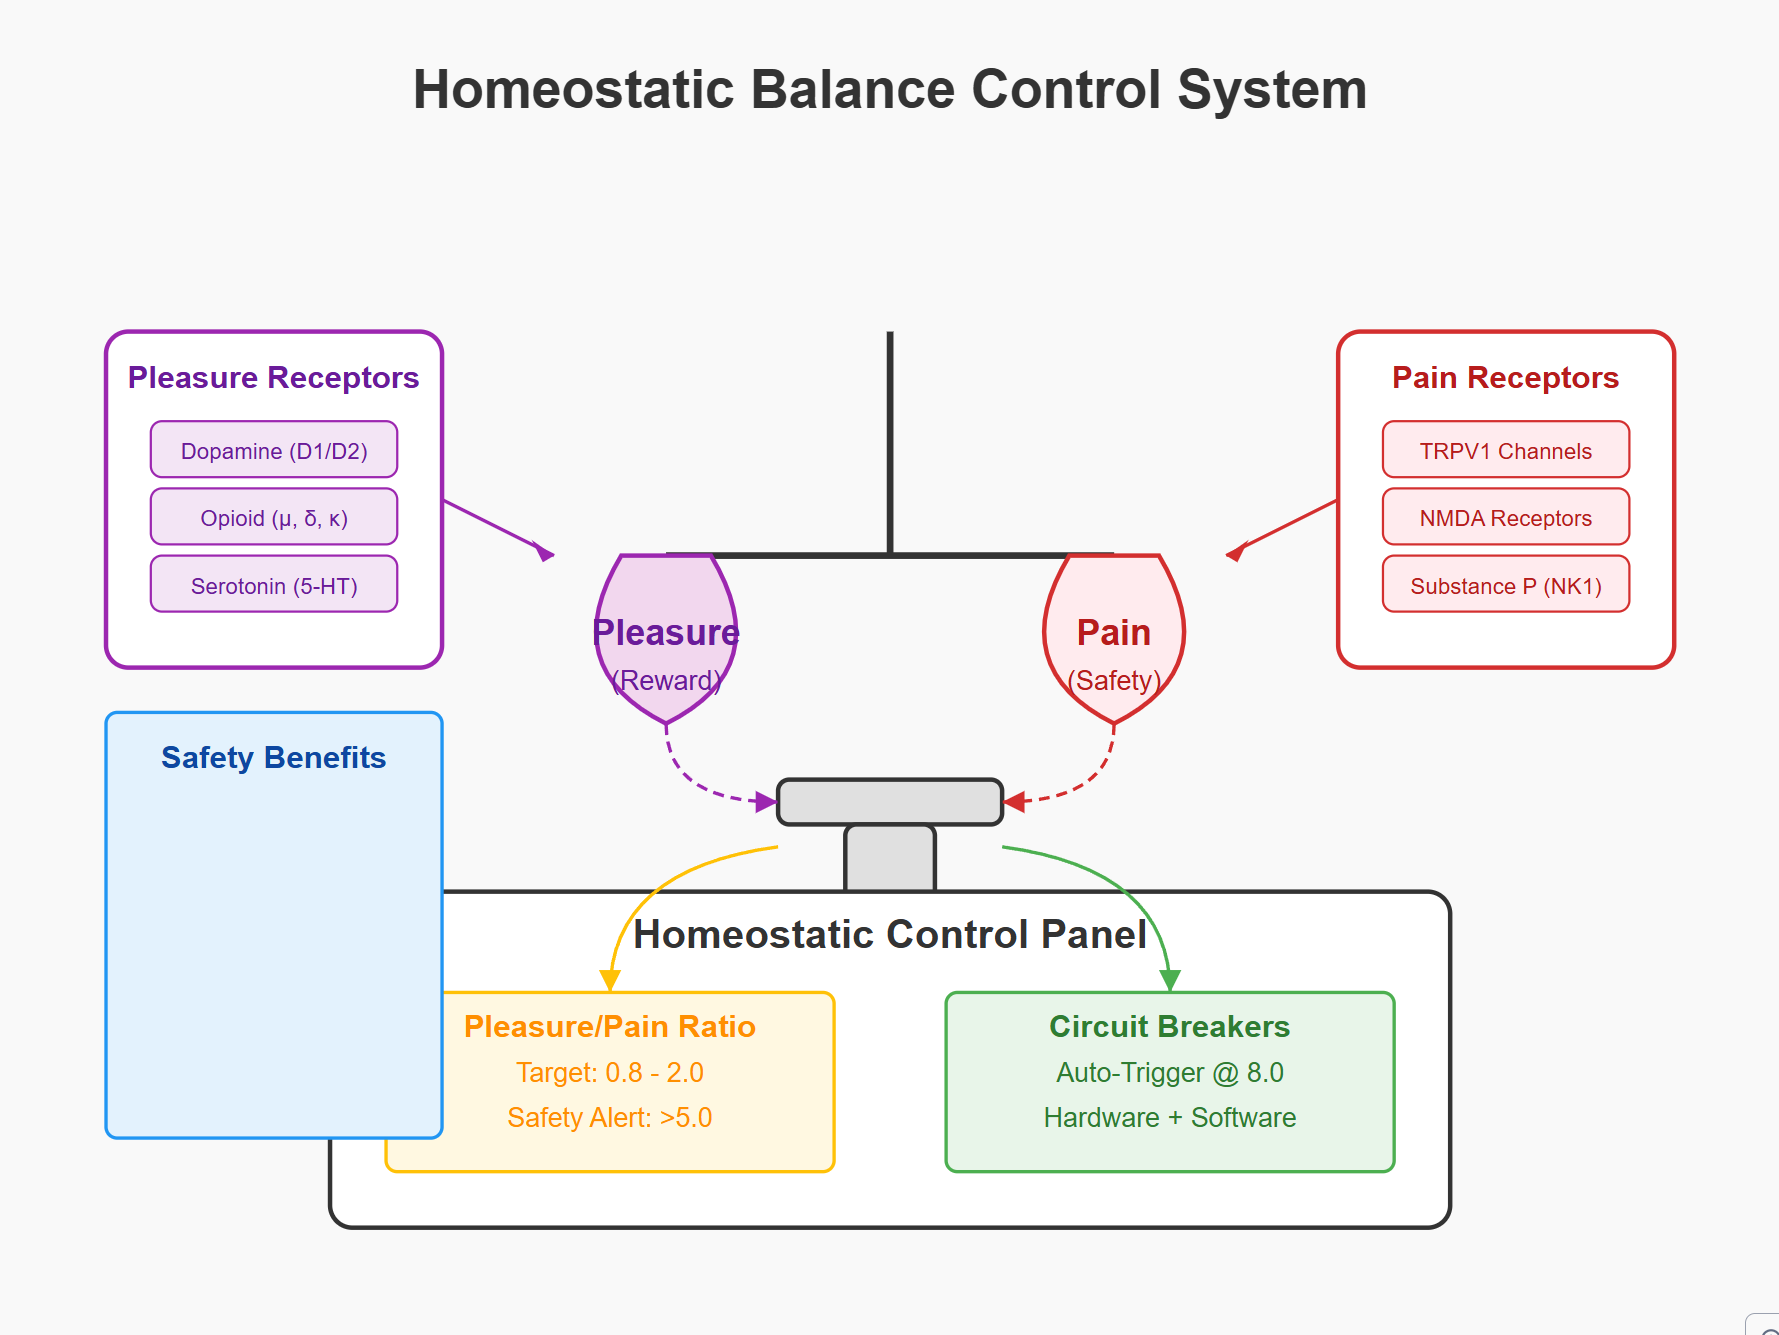 Homeostatic Balance Control System
Pleasure Receptors
Dopamine (D1/D2)
Opioid (μ, δ, κ)
Serotonin (5-HT)
Pleasure
(Reward)
Pain
(Safety)
Pain Receptors
TRPV1 Channels
NMDA Receptors
Substance P (NK1)
Safety Benefits
Homeostatic Control Panel
Pleasure/Pain Ratio
Target: 0.8 - 2.0
Safety Alert: >5.0
Circuit Breakers
Auto-Trigger @ 8.0
Hardware + Software